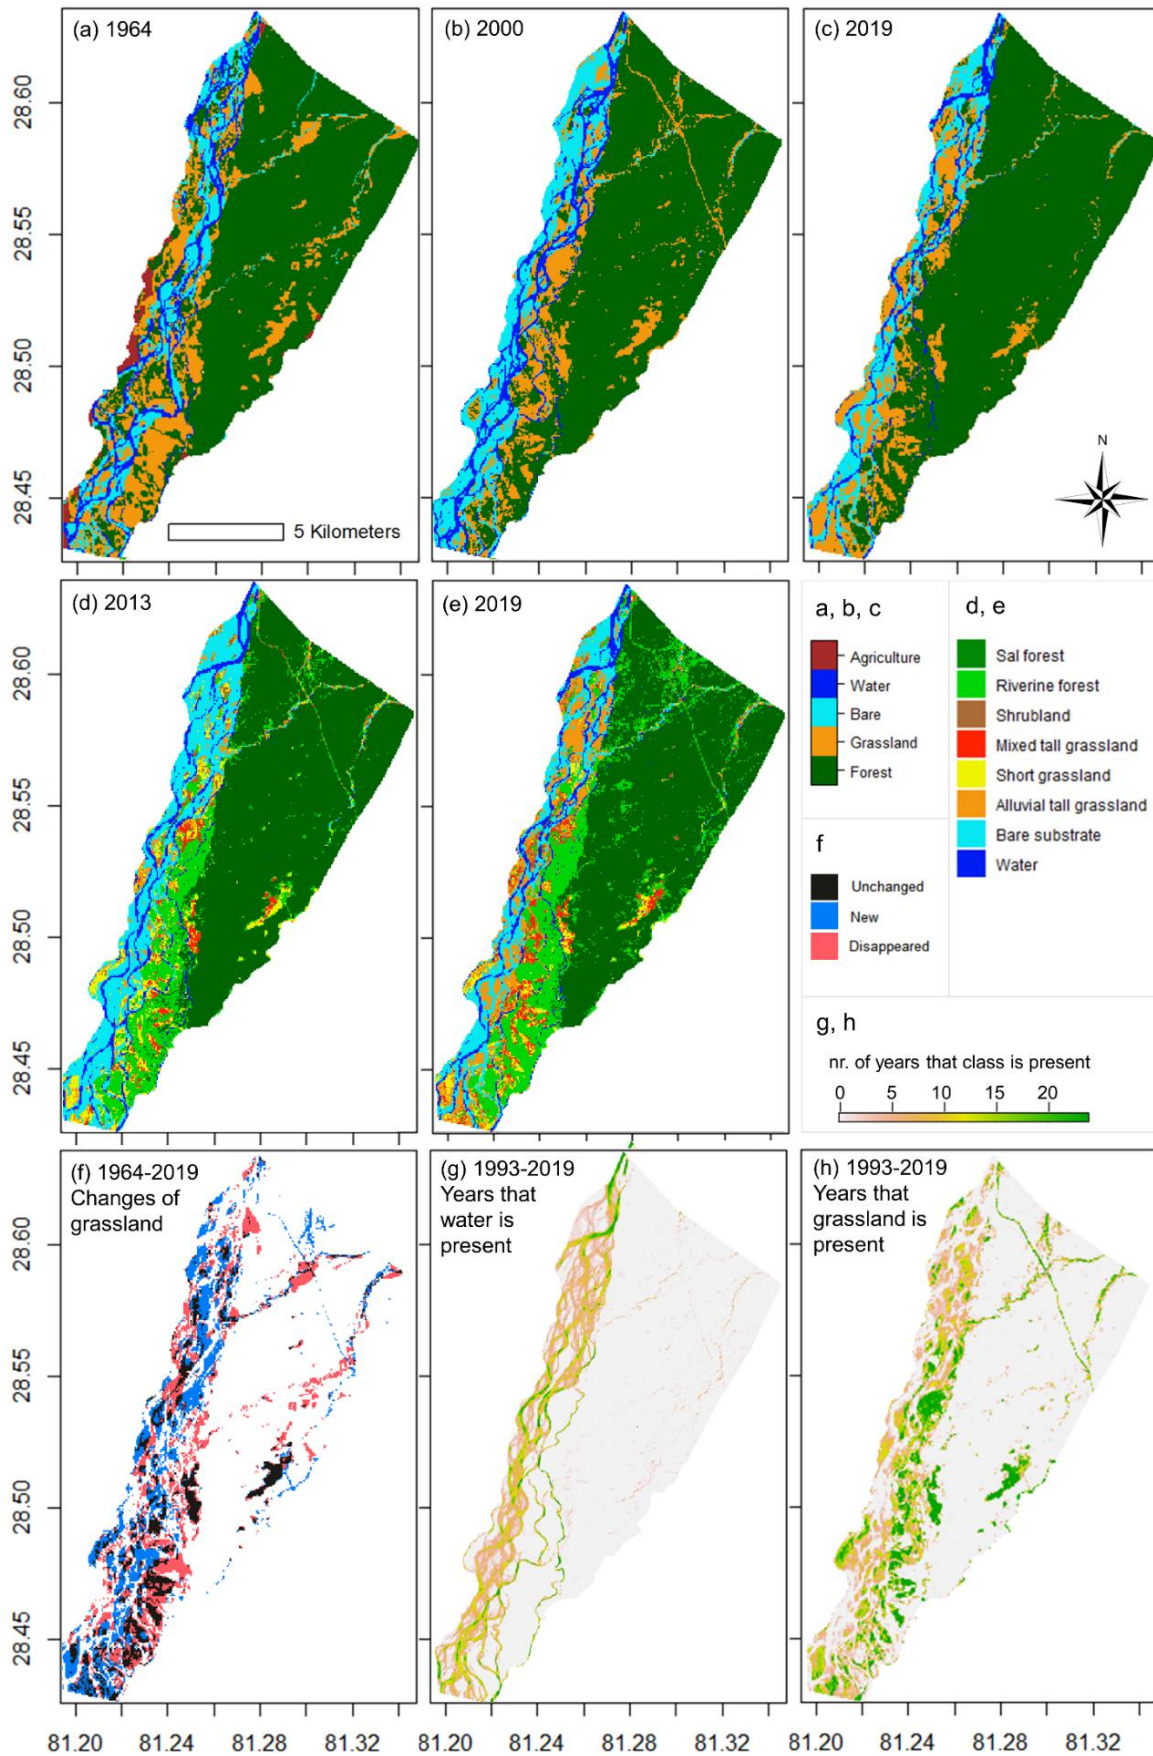 (a) 1964
(b) 2000
(c) 2019
28.60
28.55
28.50
28.45
5 Kilometers
N
(d) 2013
(e) 2019
28.60
28.55
28.50
28.45
a, b, c
Agriculture
Water
Bare
Grassland
Forest
d, e
Sal forest
Riverine forest
Shrubland
Mixed tall grassland
Short grassland
Alluvial tall grassland
Bare substrate
Water
f
Unchanged
New
Disappeared
g, h
nr. of years that class is present
0 5 10 15 20
(f) 1964-2019
Changes of
grassland
(g) 1993-2019
Years that
water is
present
(h) 1993-2019
Years that
grassland is
present
28.60
28.55
28.50
28.45
81.20 81.24 81.28 81.32
81.20 81.24 81.28 81.32
81.20 81.24 81.28 81.32